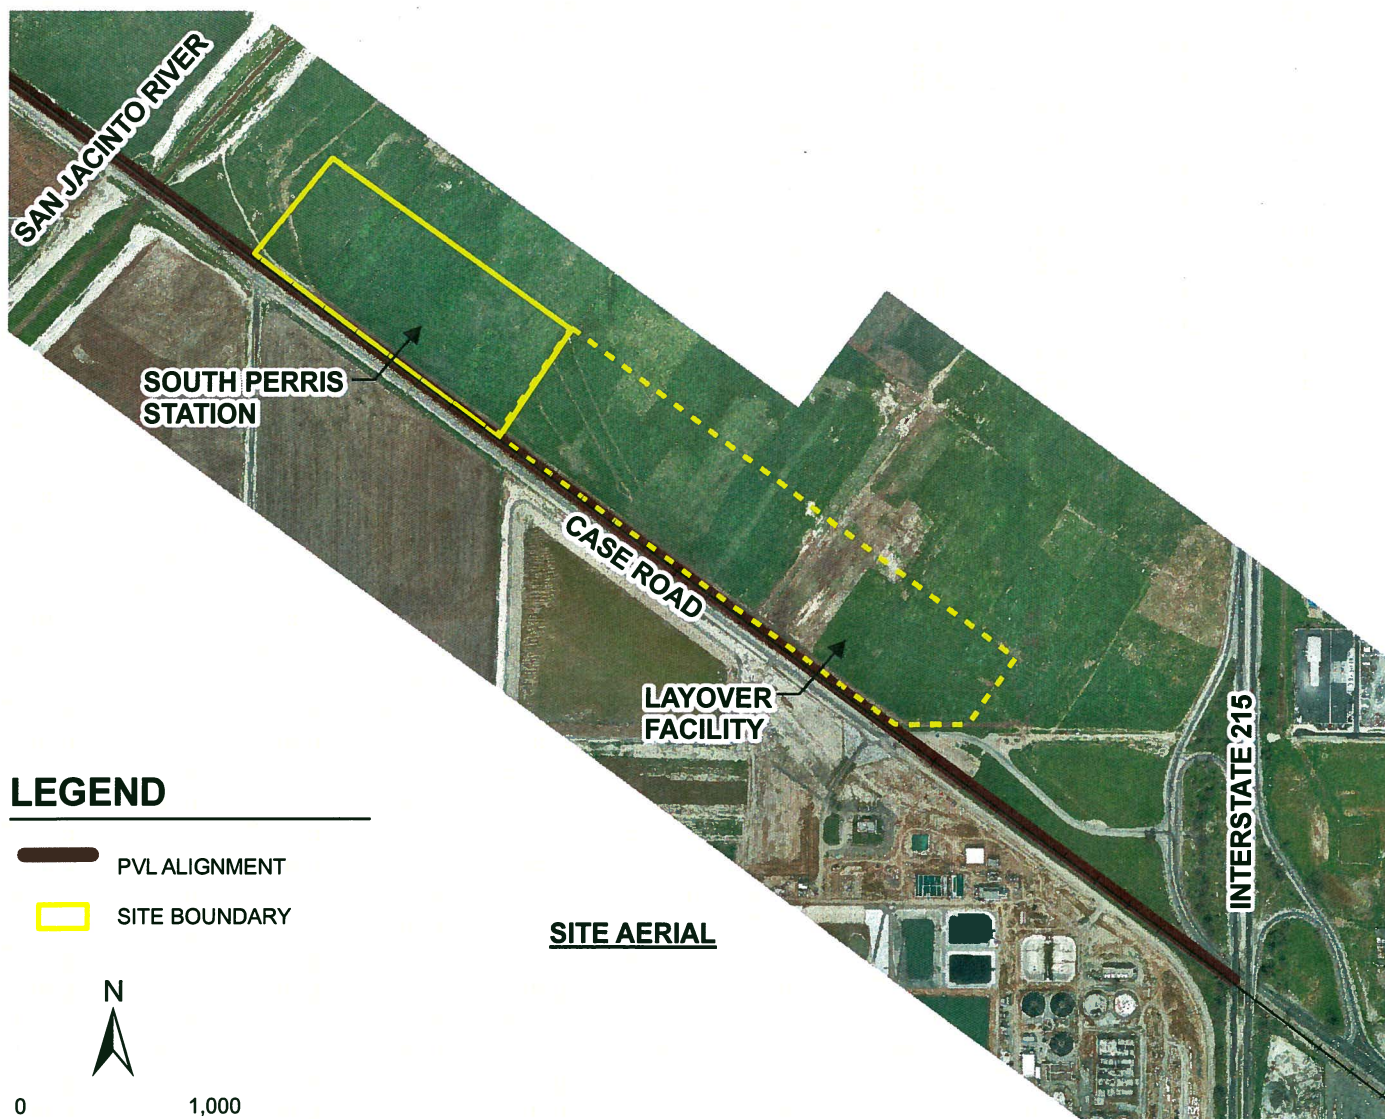 SAN JACINTO RIVER
SOUTH PERRIS
STATION
CASE ROAD
LAYOVER
FACILITY
INTERSTATE 215
LEGEND
PVL ALIGNMENT
SITE BOUNDARY
SITE AERIAL
N
0 1,000